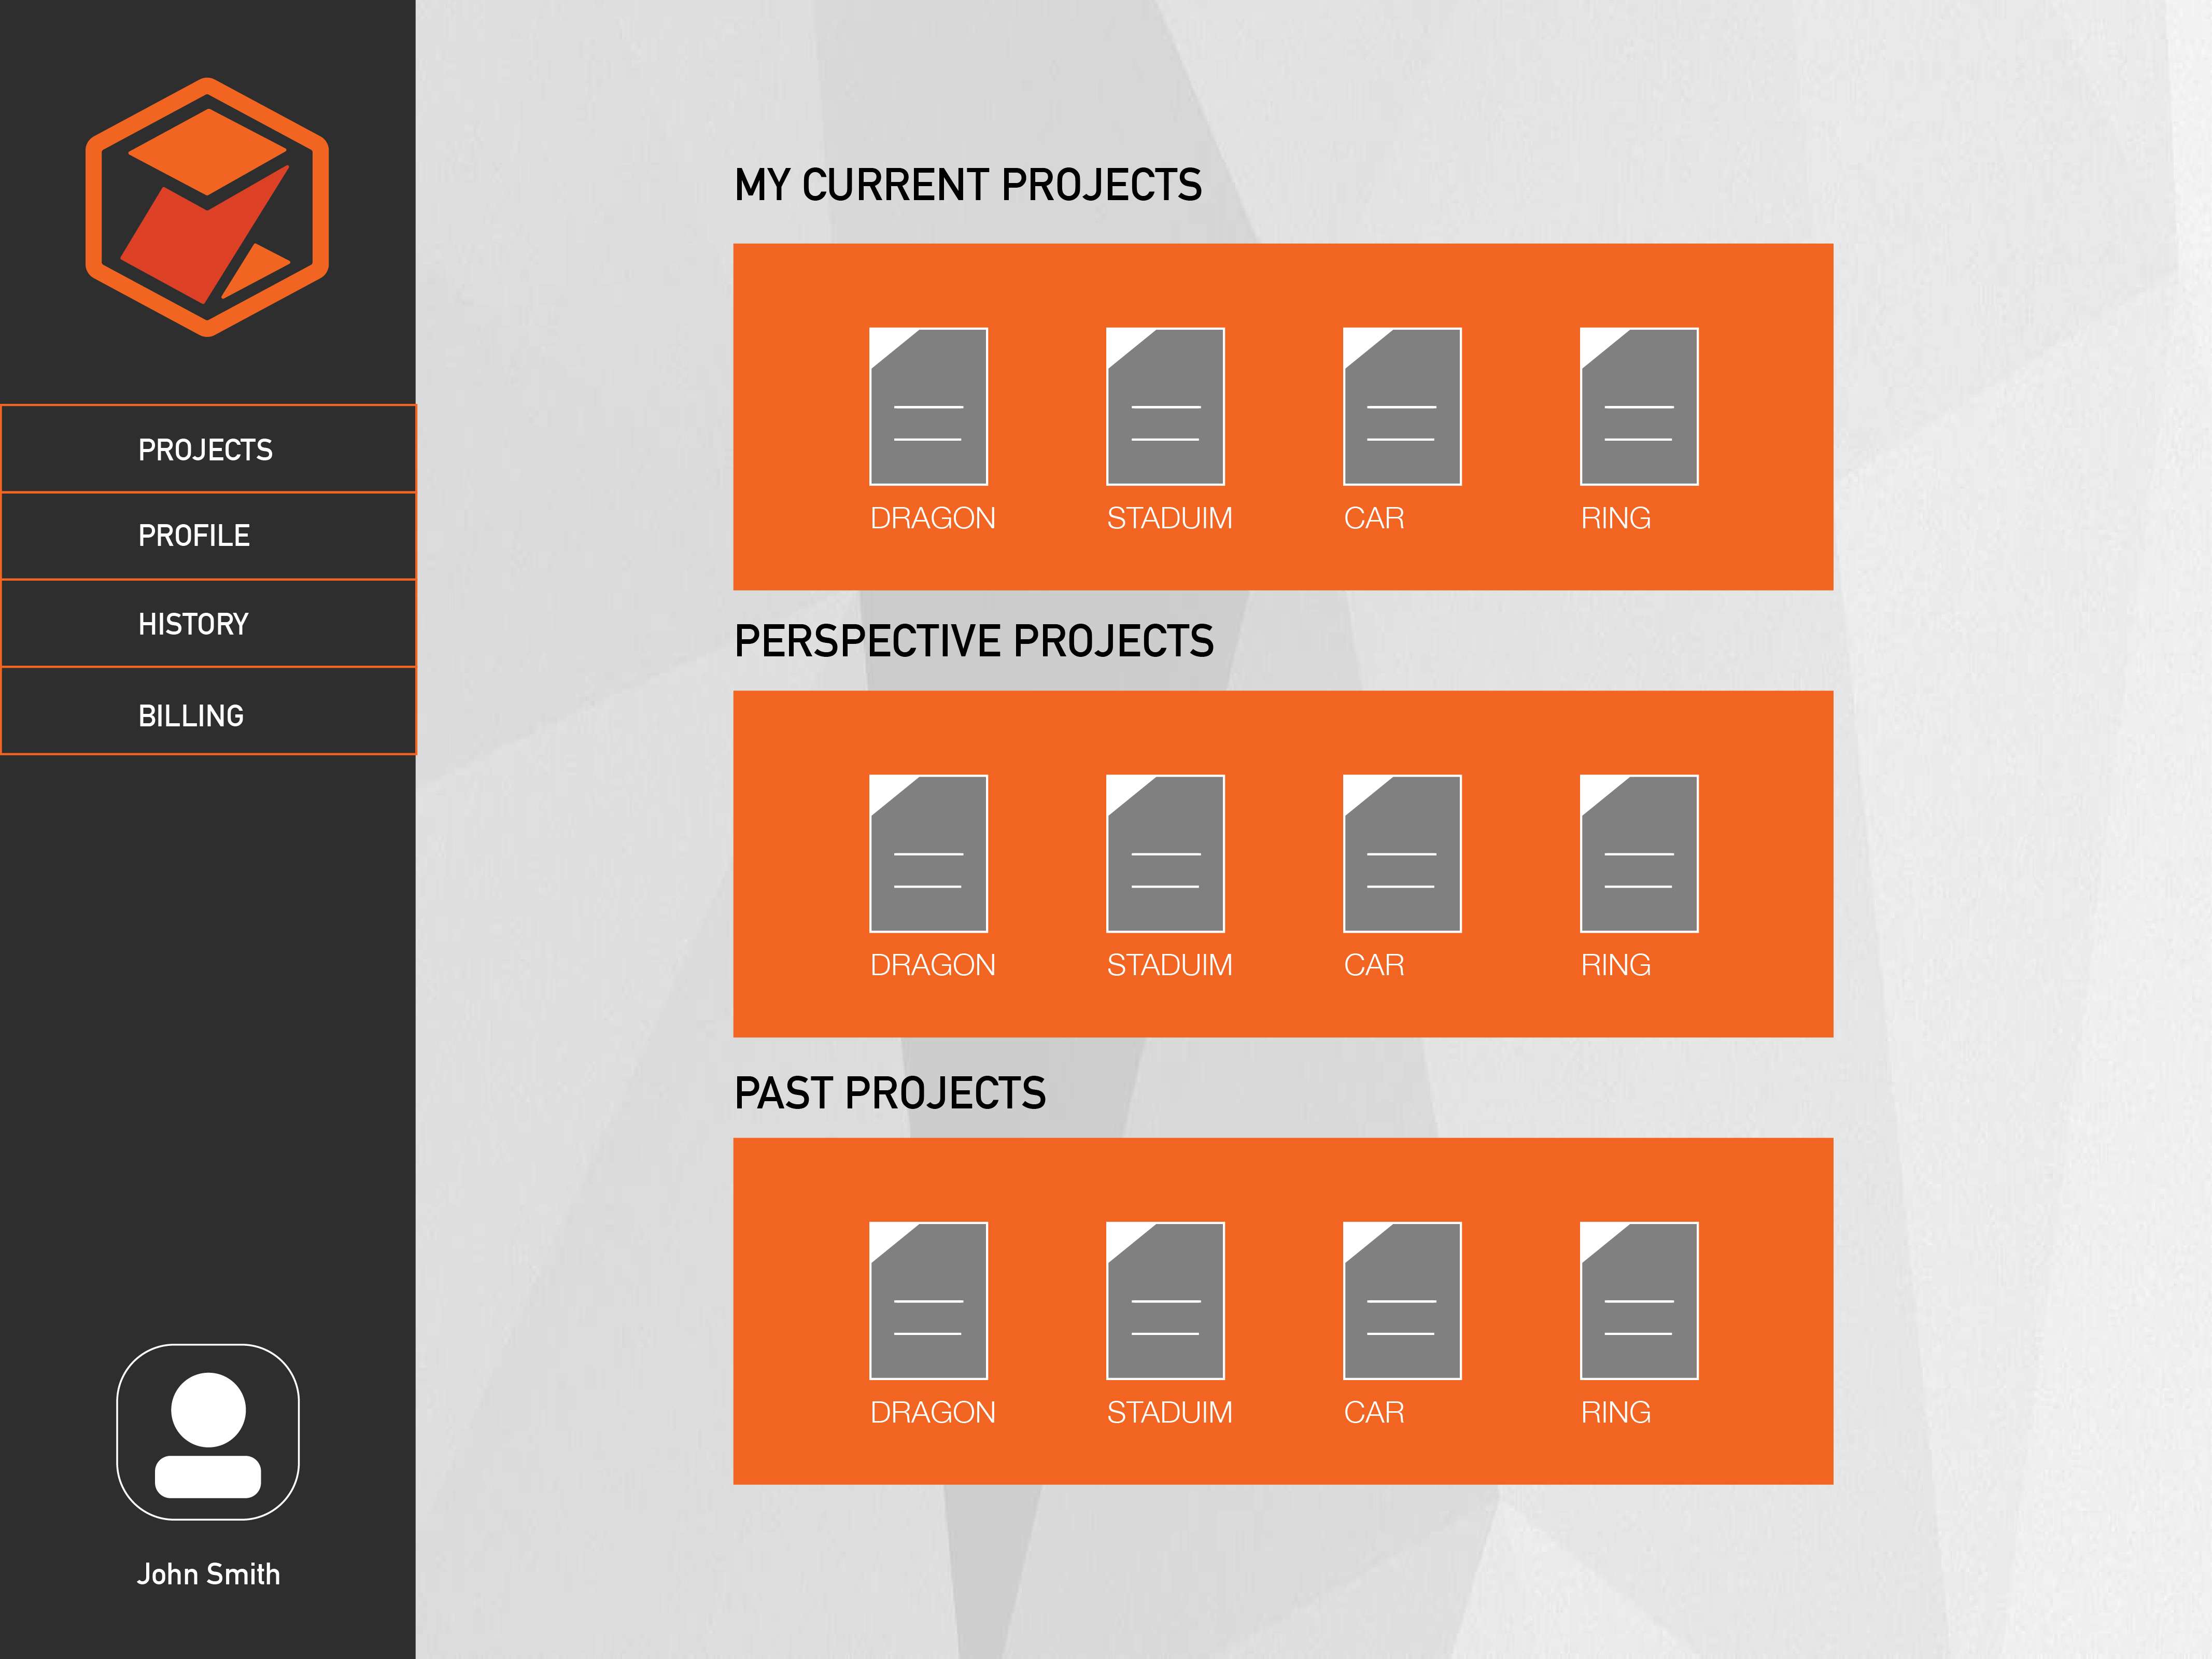 PROJECTS
PROFILE
HISTORY
BILLING
John Smith
MY CURRENT PROJECTS
DRAGON STADUIM CAR RING
PERSPECTIVE PROJECTS
DRAGON STADUIM CAR RING
PAST PROJECTS
DRAGON STADUIM CAR RING